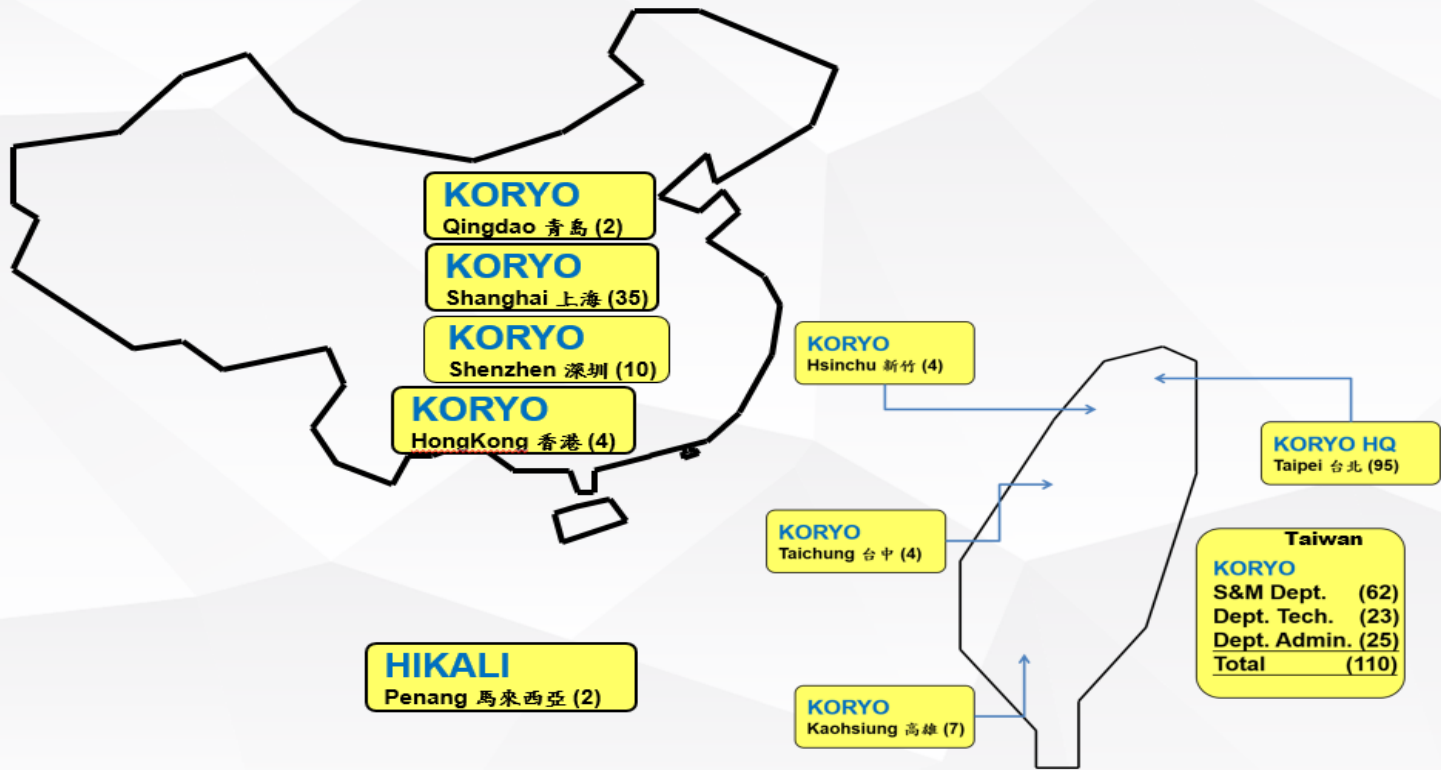 KORYO
Qingdao 青島 (2)
KORYO
Shanghai 上海 (35)
KORYO
Shenzhen 深圳 (10)
KORYO
HongKong 香港 (4)
HIKALI
Penang 馬來西亞 (2)
KORYO
Hsinchu 新竹 (4)
KORYO HQ
Taipei 台北 (95)
KORYO
Taichung 台中 (4)
KORYO
Kaohsiung 高雄 (7)
Taiwan
KORYO
S&M Dept. (62)
Dept. Tech. (23)
Dept. Admin. (25)
Total (110)